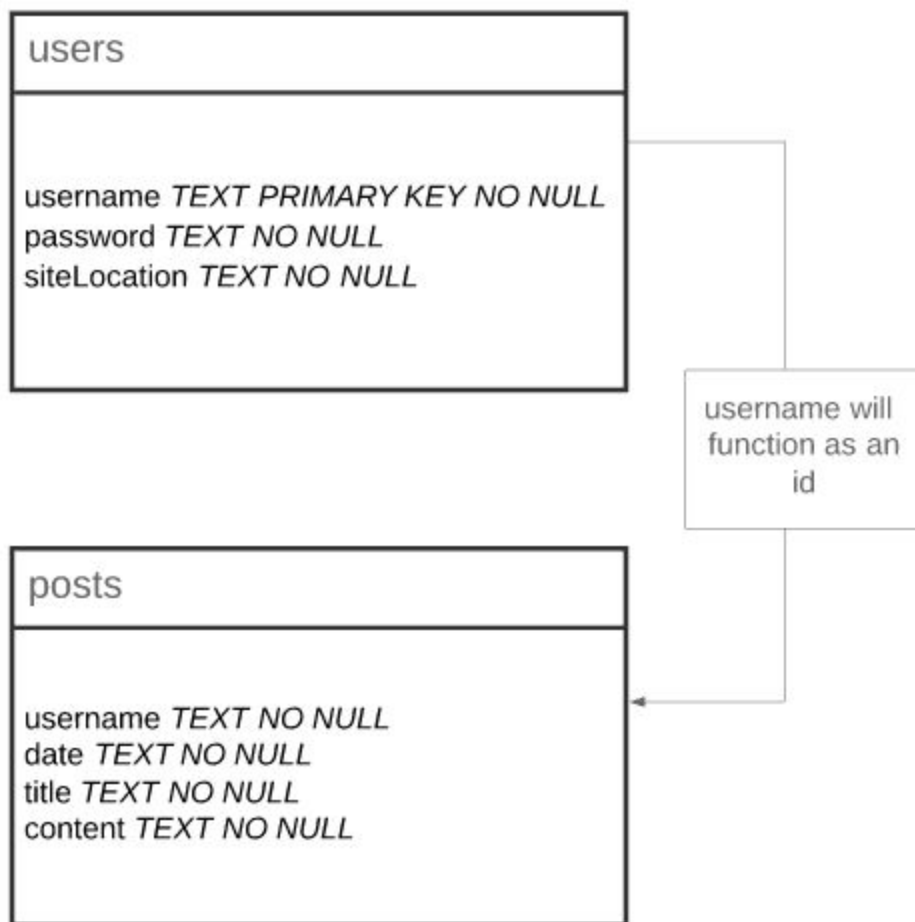 users
username TEXT PRIMARY KEY NO NULL
password TEXT NO NULL
siteLocation TEXT NO NULL
username will
function as an
id
posts
username TEXT NO NULL
date TEXT NO NULL
title TEXT NO NULL
content TEXT NO NULL